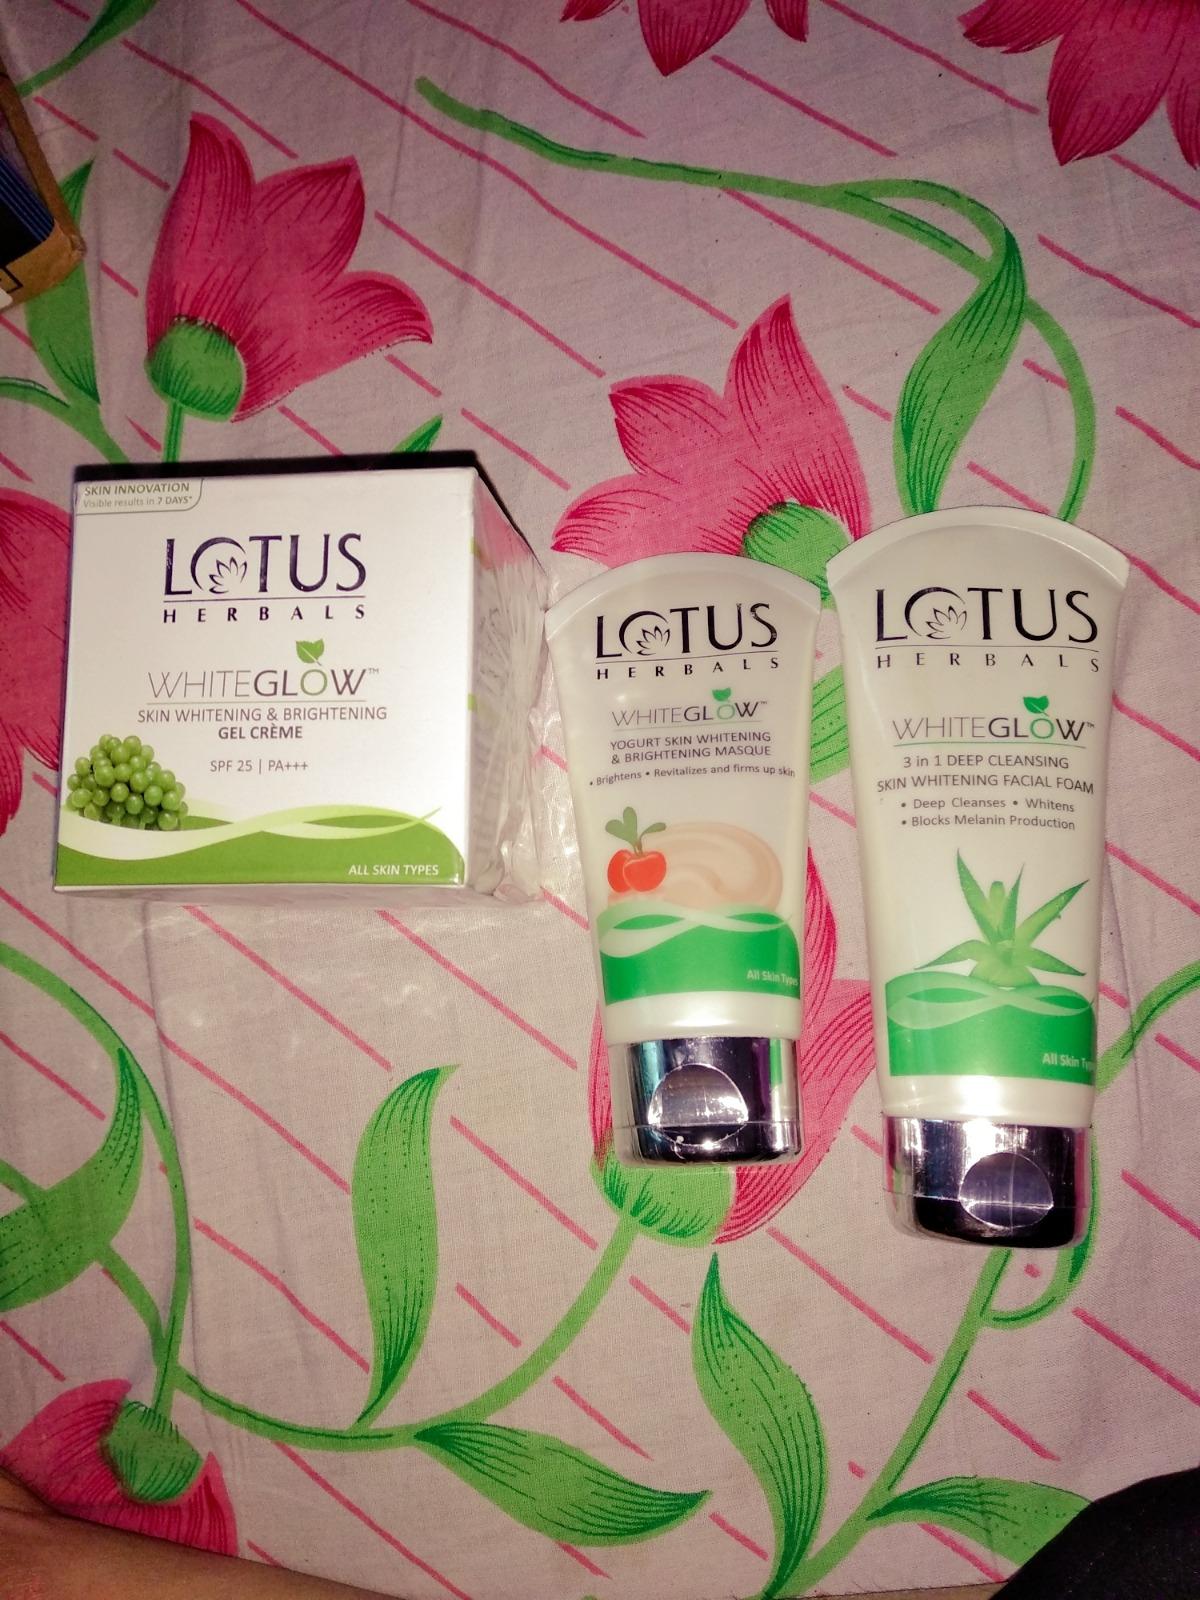 SKIN INNOVATION
Visible results in 7 DAYS*
LOTUS
HERBALS
WHITEGLOW™
SKIN WHITENING & BRIGHTENING
GEL CRÈME
SPF 25 | PA+++
ALL SKIN TYPES
LOTUS
HERBALS
WHITEGLOW™
YOGURT SKIN WHITENING
& BRIGHTENING MASQUE
• Brightens • Revitalizes and firms up skin
All Skin Types
LOTUS
HERBALS
WHITEGLOW™
3 in 1 DEEP CLEANSING
SKIN WHITENING FACIAL FOAM
• Deep Cleanses • Whitens
• Blocks Melanin Production
All Skin Typ